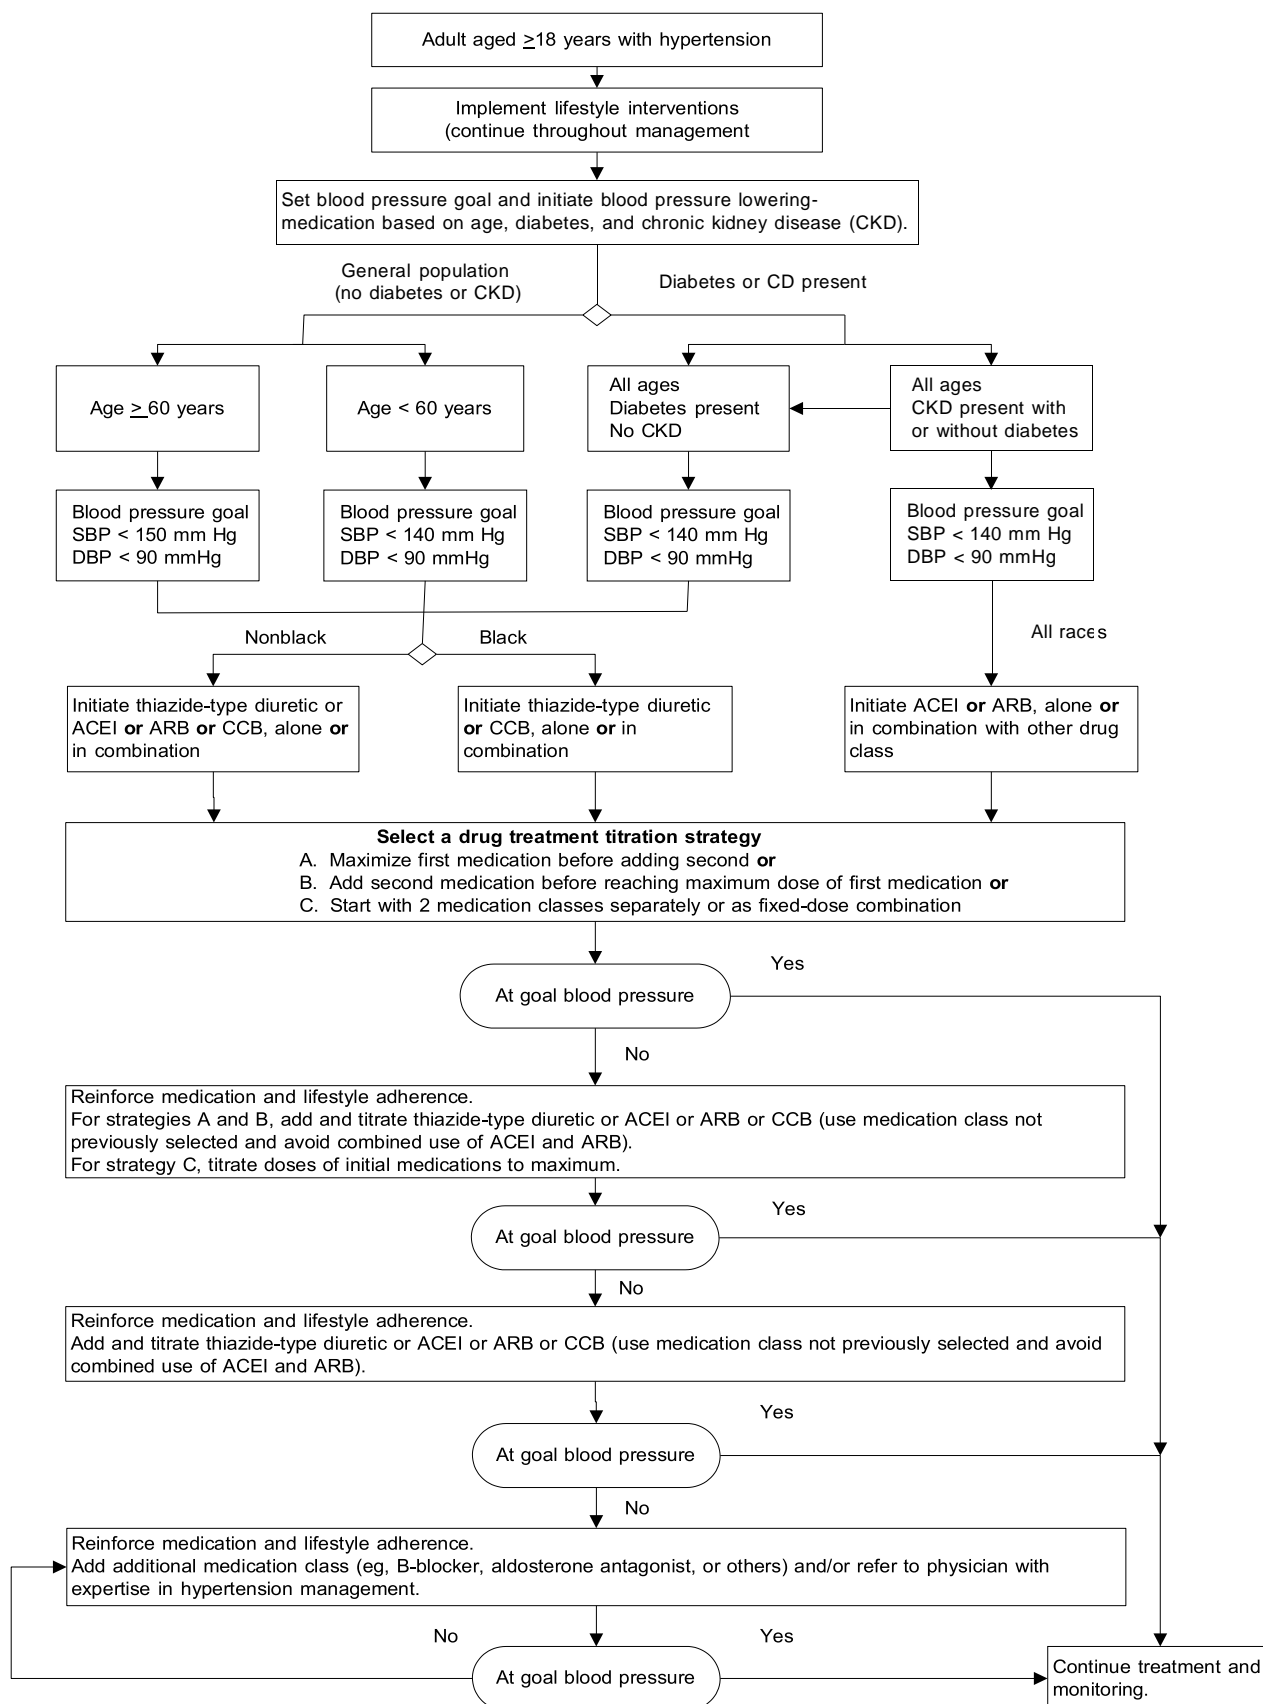 Adult aged >18 years with hypertension
Implement lifestyle interventions
(continue throughout management
Set blood pressure goal and initiate blood pressure lowering-
medication based on age, diabetes, and chronic kidney disease (CKD).
General population
(no diabetes or CKD)
Diabetes or CD present
Age > 60 years
Age < 60 years
All ages
Diabetes present
No CKD
All ages
CKD present with
or without diabetes
Blood pressure goal
SBP < 150 mm Hg
DBP < 90 mmHg
Blood pressure goal
SBP < 140 mm Hg
DBP < 90 mmHg
Blood pressure goal
SBP < 140 mm Hg
DBP < 90 mmHg
Blood pressure goal
SBP < 140 mm Hg
DBP < 90 mmHg
Nonblack
Black
All races
Initiate thiazide-type diuretic or
ACEI or ARB or CCB, alone or
in combination
Initiate thiazide-type diuretic
or CCB, alone or in
combination
Initiate ACEI or ARB, alone or
in combination with other drug
class
Select a drug treatment titration strategy
A. Maximize first medication before adding second or
B. Add second medication before reaching maximum dose of first medication or
C. Start with 2 medication classes separately or as fixed-dose combination
At goal blood pressure
Yes
No
Reinforce medication and lifestyle adherence.
For strategies A and B, add and titrate thiazide-type diuretic or ACEI or ARB or CCB (use medication class not
previously selected and avoid combined use of ACEI and ARB).
For strategy C, titrate doses of initial medications to maximum.
At goal blood pressure
Yes
No
Reinforce medication and lifestyle adherence.
Add and titrate thiazide-type diuretic or ACEI or ARB or CCB (use medication class not previously selected and avoid
combined use of ACEI and ARB).
At goal blood pressure
Yes
No
Reinforce medication and lifestyle adherence.
Add additional medication class (eg, B-blocker, aldosterone antagonist, or others) and/or refer to physician with
expertise in hypertension management.
No
At goal blood pressure
Yes
Continue treatment and
monitoring.